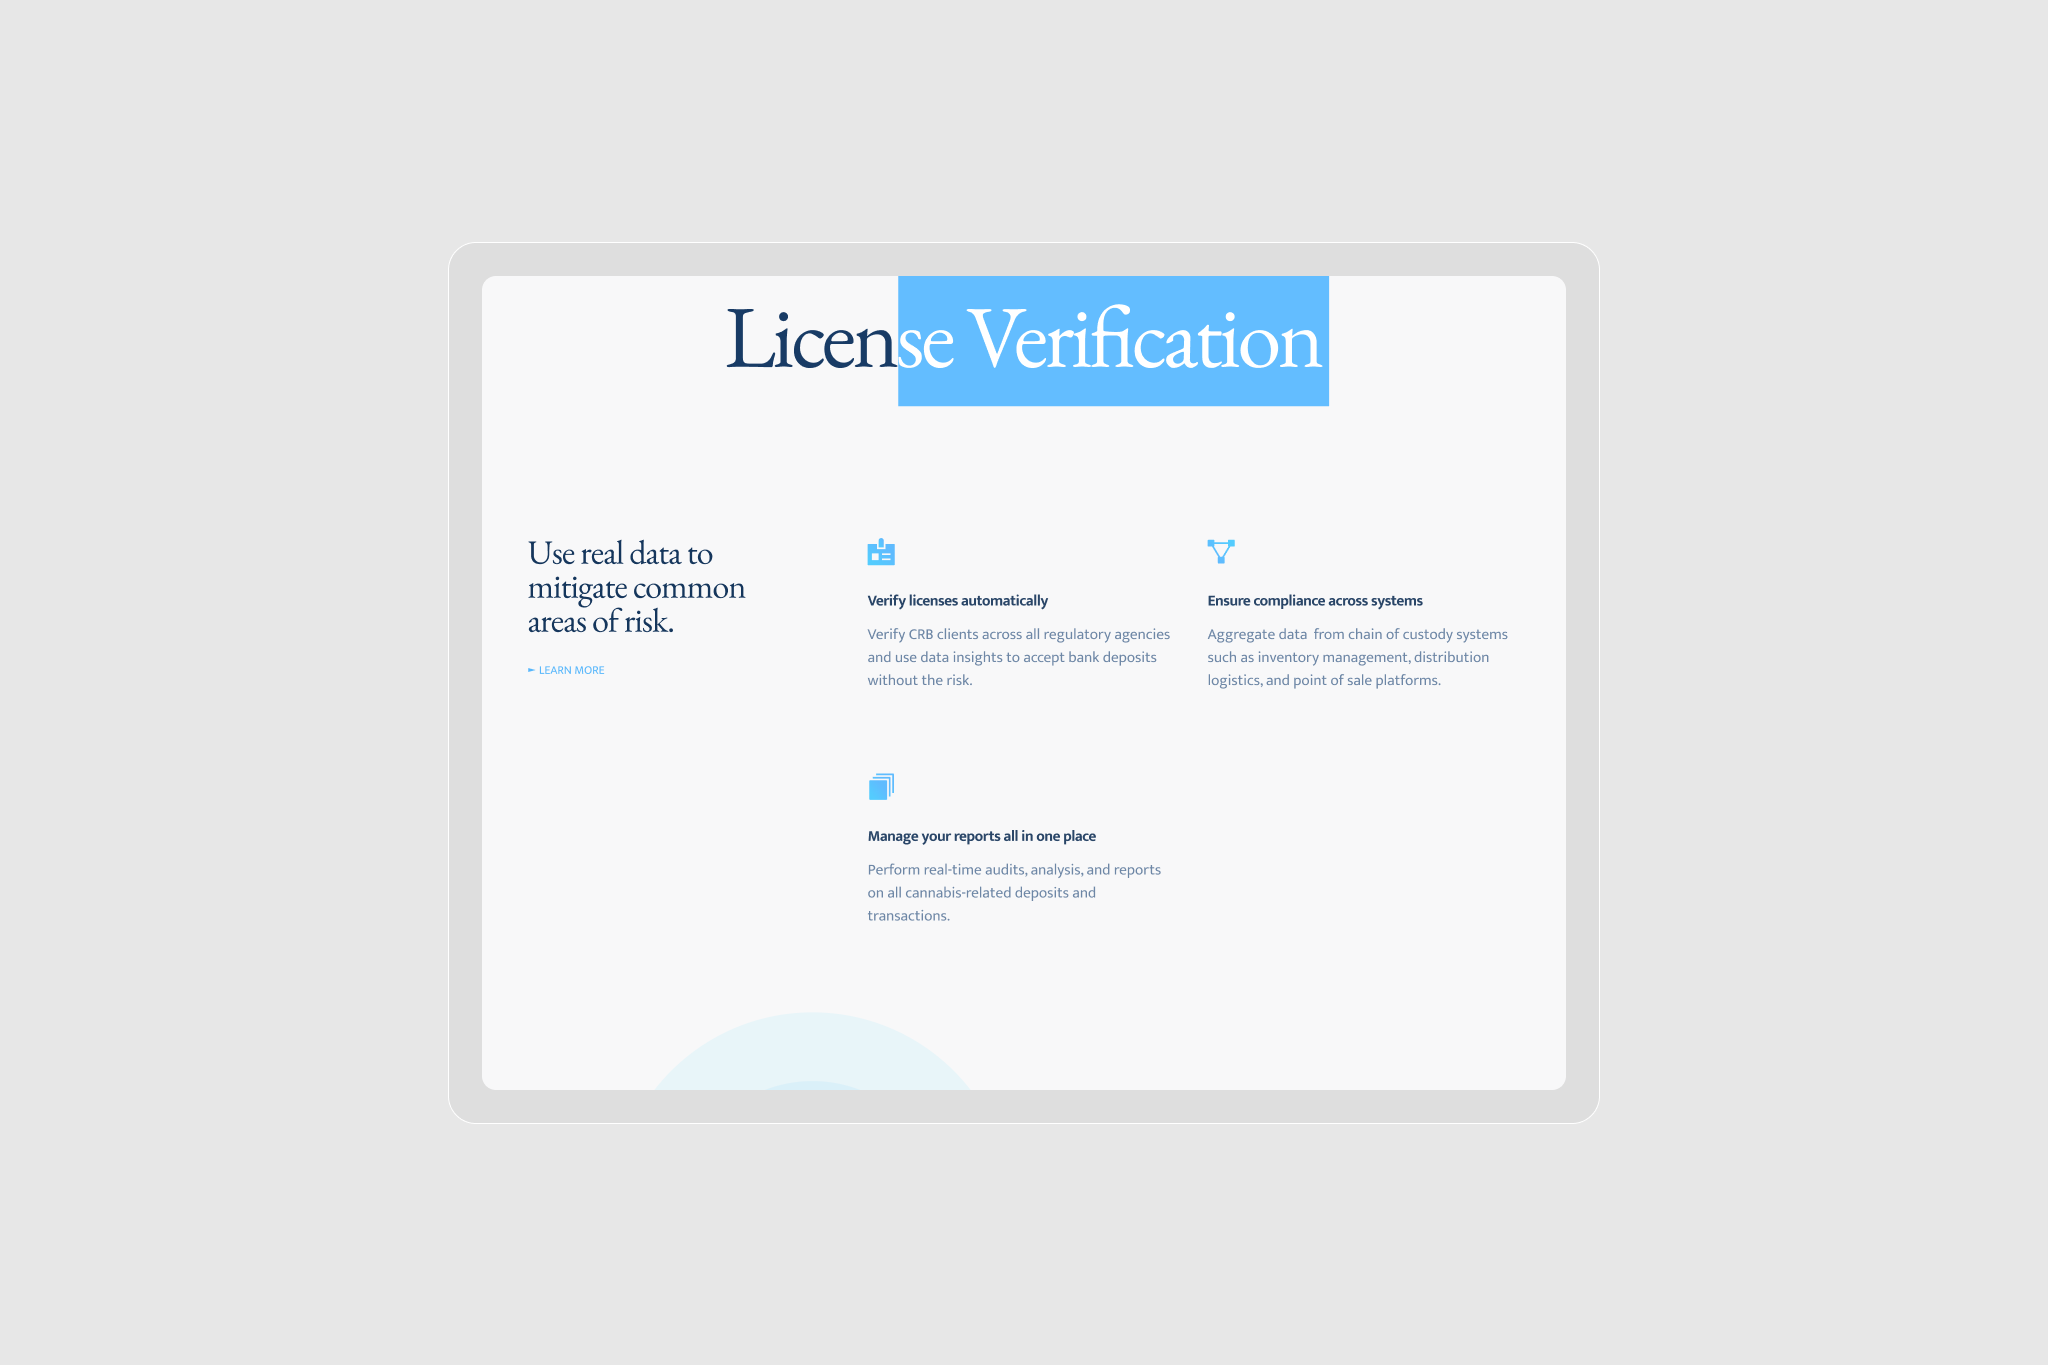 License Verification
Use real data to
mitigate common
areas of risk.
► LEARN MORE
Verify licenses automatically
Verify CRB clients across all regulatory agencies
and use data insights to accept bank deposits
without the risk.
Ensure compliance across systems
Aggregate data  from chain of custody systems
such as inventory management, distribution
logistics, and point of sale platforms.
Manage your reports all in one place
Perform real-time audits, analysis, and reports
on all cannabis-related deposits and
transactions.